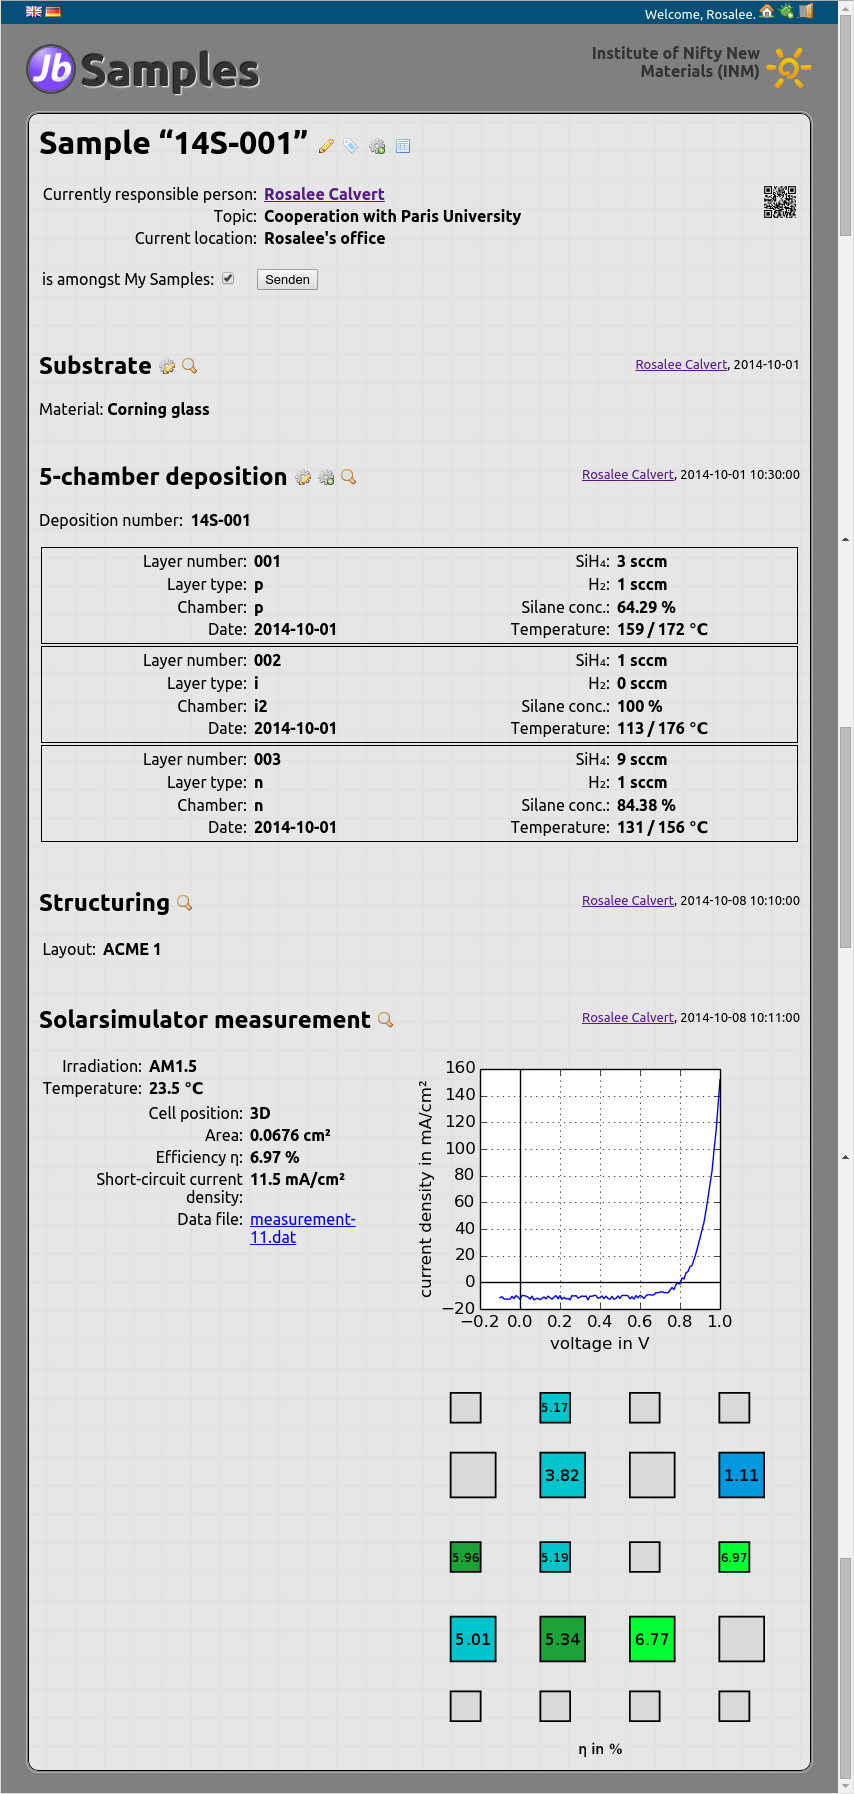 Welcome, Rosalee.
Jb Samples
Institute of Nifty New
Materials (INM)
Sample “14S-001”
Currently responsible person: Rosalee Calvert
Topic: Cooperation with Paris University
Current location: Rosalee's office
is amongst My Samples: Senden
Substrate Rosalee Calvert, 2014-10-01
Material: Corning glass
5-chamber deposition Rosalee Calvert, 2014-10-01 10:30:00
Deposition number: 14S-001
Layer number: 001 SiH₄: 3 sccm
Layer type: p H₂: 1 sccm
Chamber: p Silane conc.: 64.29 %
Date: 2014-10-01 Temperature: 159 / 172 °C
Layer number: 002 SiH₄: 1 sccm
Layer type: i H₂: 0 sccm
Chamber: i2 Silane conc.: 100 %
Date: 2014-10-01 Temperature: 113 / 176 °C
Layer number: 003 SiH₄: 9 sccm
Layer type: n H₂: 1 sccm
Chamber: n Silane conc.: 84.38 %
Date: 2014-10-01 Temperature: 131 / 156 °C
Structuring Rosalee Calvert, 2014-10-08 10:10:00
Layout: ACME 1
Solarsimulator measurement Rosalee Calvert, 2014-10-08 10:11:00
Irradiation: AM1.5
Temperature: 23.5 °C
Cell position: 3D
Area: 0.0676 cm²
Efficiency η: 6.97 %
Short-circuit current 11.5 mA/cm²
density:
Data file: measurement-
11.dat
current density in mA/cm²
160
140
120
100
80
60
40
20
0
−20
−0.2 0.0 0.2 0.4 0.6 0.8 1.0
voltage in V
5.17
3.82 1.11
5.96 5.19 6.97
5.01 5.34 6.77
η in %